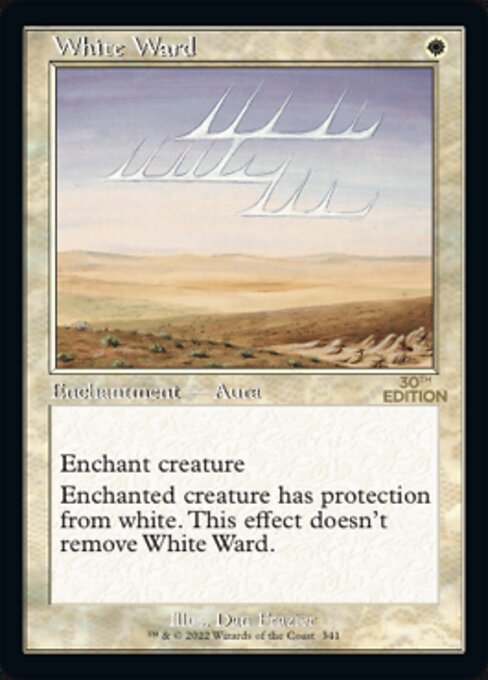 White Ward
Enchantment — Aura
30TH
EDITION
Enchant creature
Enchanted creature has protection
from white. This effect doesn't
remove White Ward.
Illus. Dan Frazier
™ & © 2022 Wizards of the Coast 341